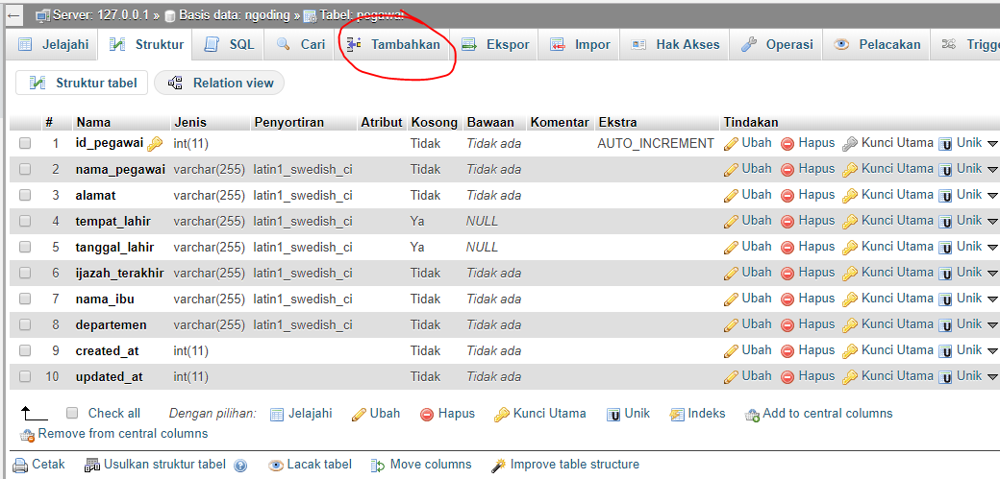 Server: 127.0.0.1 » Basis data: ngoding » Tabel: pegawai
Jelajahi Struktur SQL Cari Tambahkan Ekspor Impor Hak Akses Operasi Pelacakan Trigge
Struktur tabel Relation view
# Nama Jenis Penyortiran Atribut Kosong Bawaan Komentar Ekstra Tindakan
1 id_pegawai int(11) Tidak Tidak ada AUTO_INCREMENT Ubah Hapus Kunci Utama Unik
2 nama_pegawai varchar(255) latin1_swedish_ci Tidak Tidak ada Ubah Hapus Kunci Utama Unik
3 alamat varchar(255) latin1_swedish_ci Tidak Tidak ada Ubah Hapus Kunci Utama Unik
4 tempat_lahir varchar(255) latin1_swedish_ci Ya NULL Ubah Hapus Kunci Utama Unik
5 tanggal_lahir varchar(255) latin1_swedish_ci Ya NULL Ubah Hapus Kunci Utama Unik
6 ijazah_terakhir varchar(255) latin1_swedish_ci Tidak Tidak ada Ubah Hapus Kunci Utama Unik
7 nama_ibu varchar(255) latin1_swedish_ci Tidak Tidak ada Ubah Hapus Kunci Utama Unik
8 departemen varchar(255) latin1_swedish_ci Tidak Tidak ada Ubah Hapus Kunci Utama Unik
9 created_at int(11) Tidak Tidak ada Ubah Hapus Kunci Utama Unik
10 updated_at int(11) Tidak Tidak ada Ubah Hapus Kunci Utama Unik
Check all Dengan pilihan: Jelajahi Ubah Hapus Kunci Utama Unik Indeks Add to central columns
Remove from central columns
Cetak Usulkan struktur tabel Lacak tabel Move columns Improve table structure